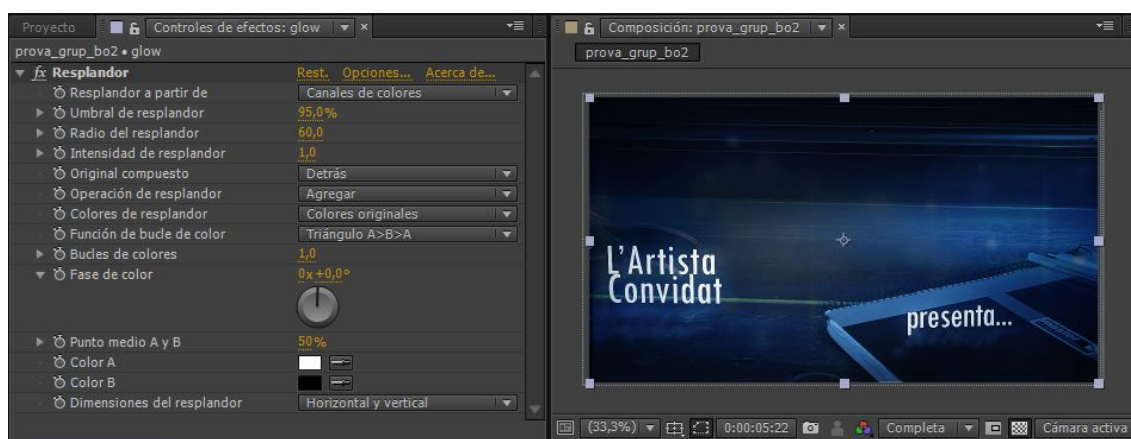 Proyecto Controles de efectos: glow
prova_grup_bo2 • glow
fx Resplandor Rest. Opciones... Acerca de...
Resplandor a partir de Canales de colores
Umbral de resplandor 95,0%
Radio del resplandor 60,0
Intensidad de resplandor 1,0
Original compuesto Detrás
Operación de resplandor Agregar
Colores de resplandor Colores originales
Función de bucle de color Triángulo A>B>A
Bucles de colores 1,0
Fase de color 0x+0,0°
Punto medio A y B 50%
Color A
Color B
Dimensiones del resplandor Horizontal y vertical
Composición: prova_grup_bo2
prova_grup_bo2
L'Artista
Convidat
presenta...
(33,3%) 0:00:05:22 Completa Cámara activa